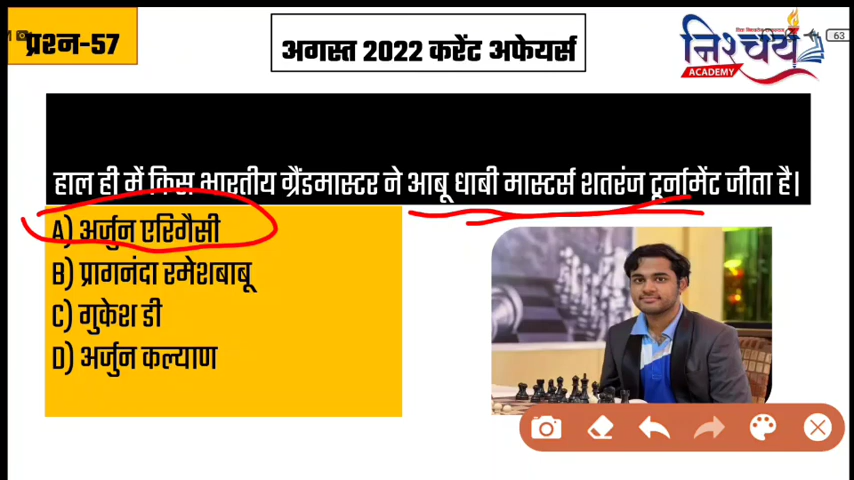 प्रश्न-57
अगस्त 2022 करेंट अफेयर्स
निश्चय
ACADEMY
63
हाल ही में किस भारतीय ग्रैंडमास्टर ने आबू धाबी मास्टर्स शतरंज टूर्नामेंट जीता है।
A) अर्जुन एरिगैसी
B) प्रागनंदा रमेशबाबू
C) गुकेश डी
D) अर्जुन कल्याण